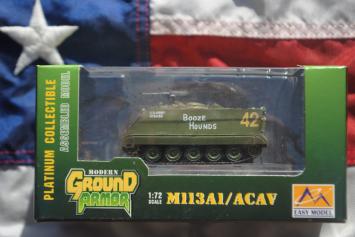 PLATINUM COLLECTIBLE
ASSEMBLED MODEL
BOOZE
HOUNDS
42
MODERN
GROUND
ARMOR
1:72
SCALE
M113A1/ACAV
EASY MODEL